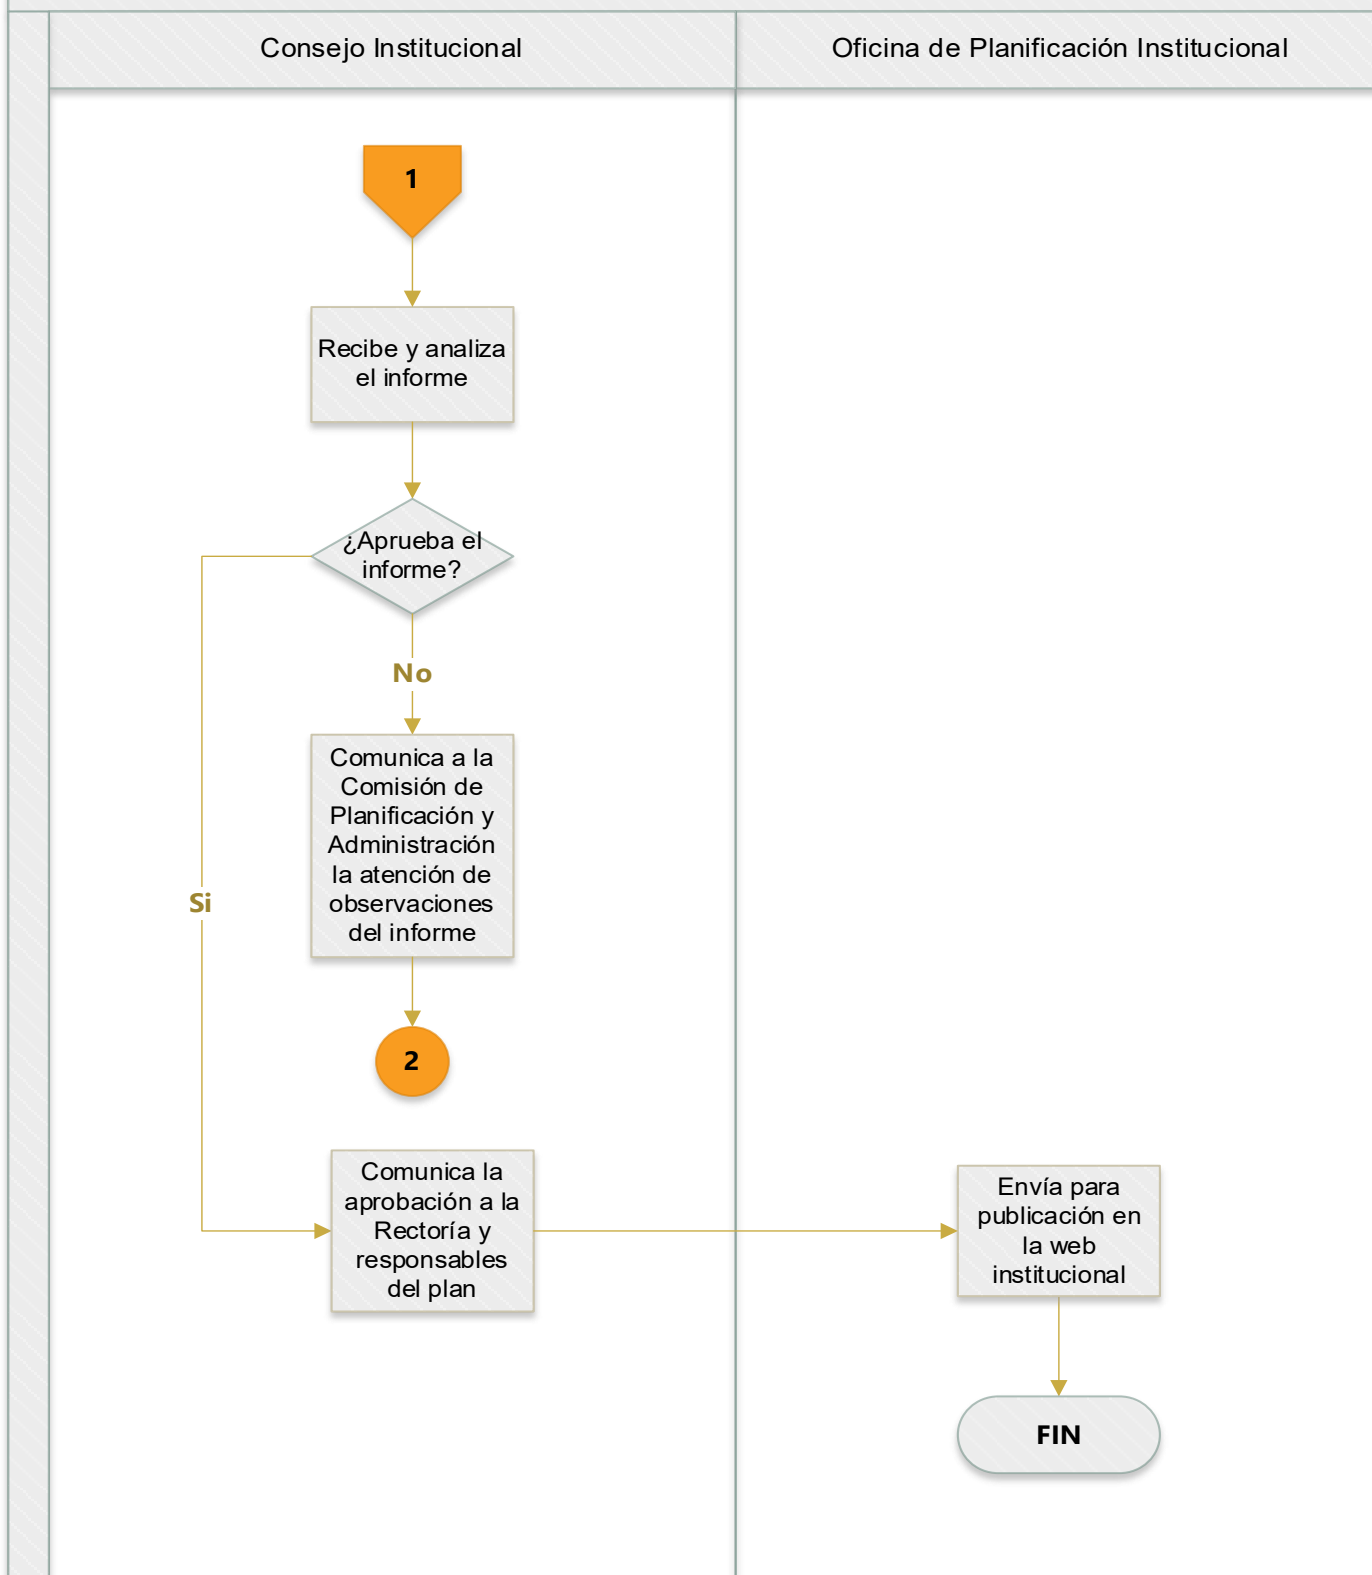 Consejo Institucional
Oficina de Planificación Institucional
1
Recibe y analiza
el informe
¿Aprueba el
informe?
No
Comunica a la
Comisión de
Planificación y
Administración
la atención de
observaciones
del informe
Si
2
Comunica la
aprobación a la
Rectoría y
responsables
del plan
Envía para
publicación en
la web
institucional
FIN